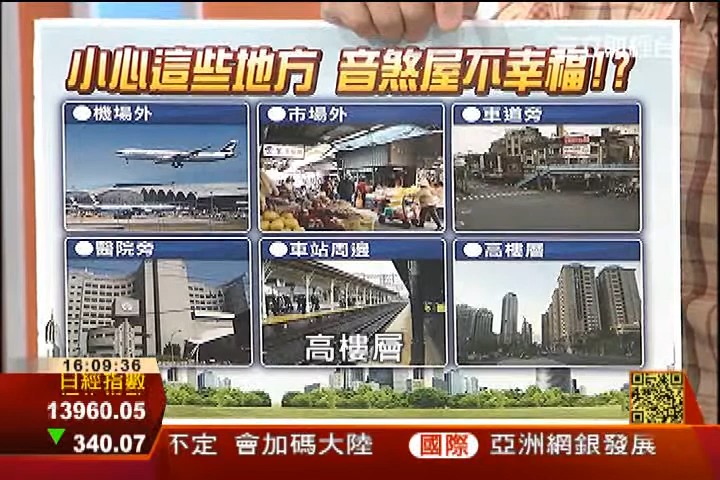 小心這些地方 音煞屋不幸福!?
機場外
市場外
車道旁
醫院旁
車站周邊
高樓層
高樓層
16:09:36
日經指數
13960.05
▼ 340.07
不定 會加碼大陸 國際 亞洲網銀發展